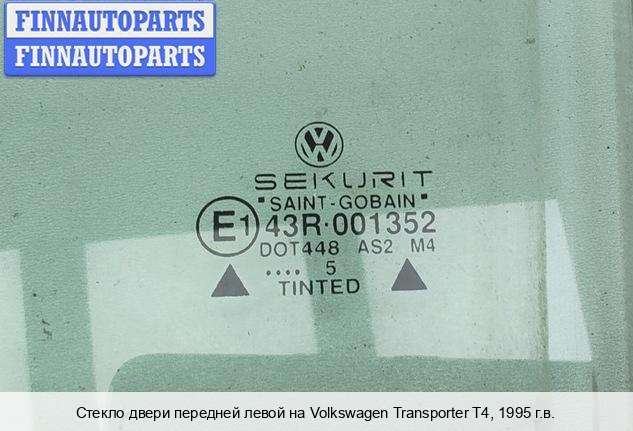 FINNAUTOPARTS
FINNAUTOPARTS
SEKURIT
"SAINT-GOBAIN"
E1 43R·001352
DOT448 AS2 M4
.... 5
TINTED
Стекло двери передней левой на Volkswagen Transporter T4, 1995 г.в.